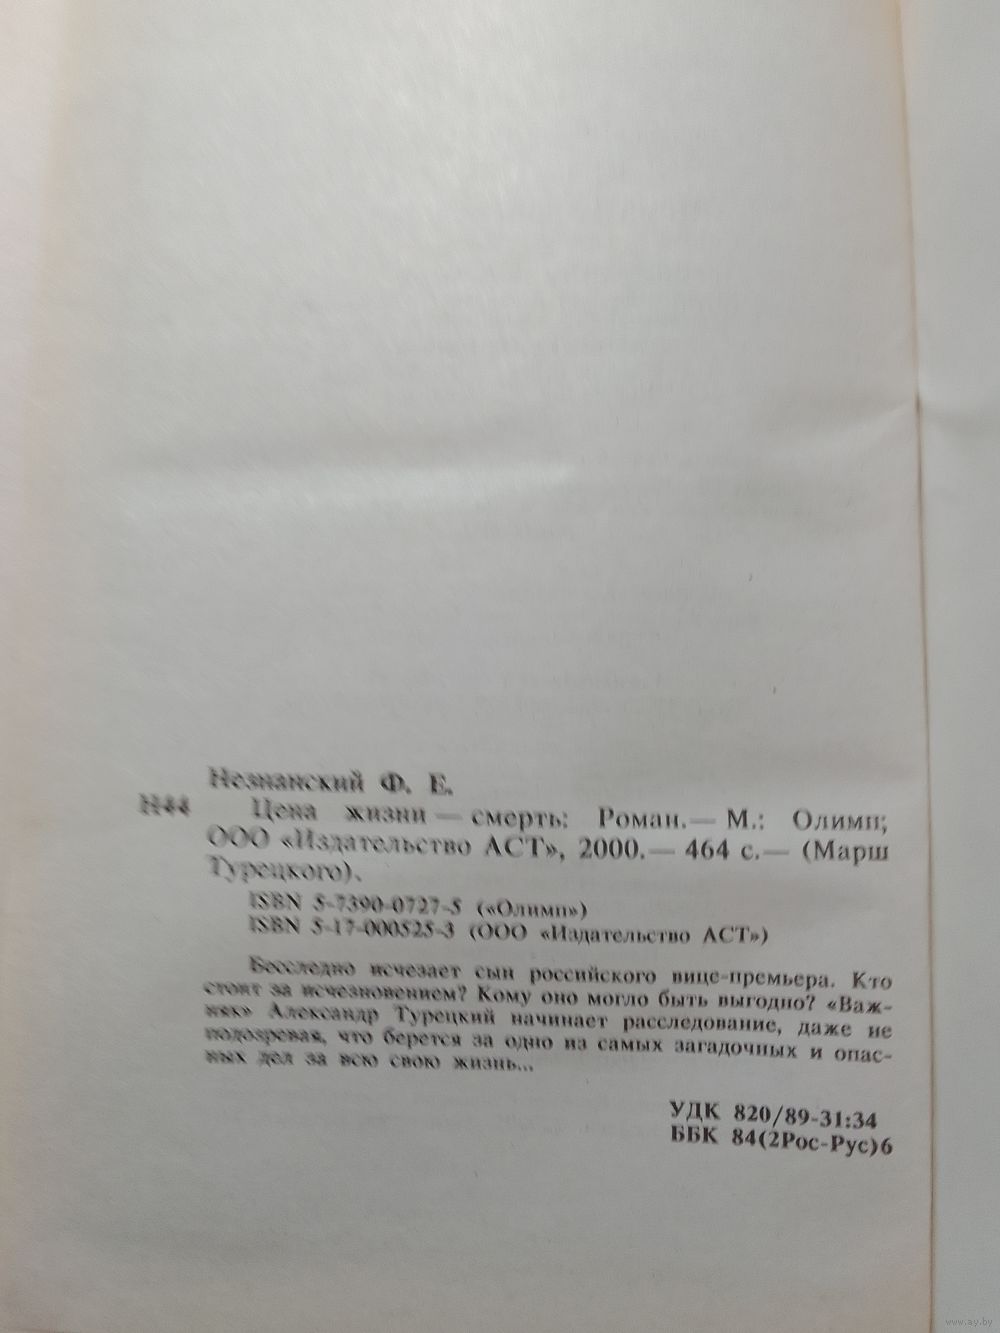 Незнанский Ф. Е.
Н44
Цена жизни — смерть: Роман.— М.: Олимп;
ООО «Издательство АСТ», 2000.— 464 с.— (Марш
Турецкого).
ISBN 5-7390-0727-5 («Олимп»)
ISBN 5-17-000525-3 (ООО «Издательство АСТ»)
Бесследно исчезает сын российского вице-премьера. Кто
стоит за исчезновением? Кому оно могло быть выгодно? «Важ-
няк» Александр Турецкий начинает расследование, даже не
подозревая, что берется за одно из самых загадочных и опас-
ных дел за всю свою жизнь...
УДК 820/89-31:34
ББК 84(2Рос-Рус)6
www.ay.by